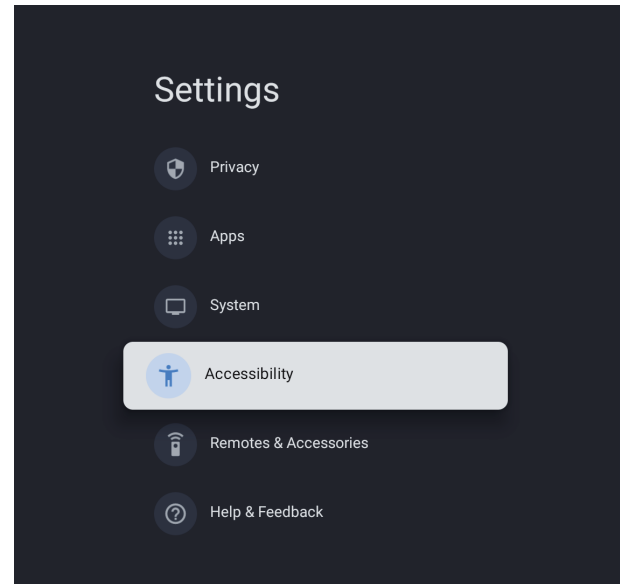 Settings
Privacy
Apps
System
Accessibility
Remotes & Accessories
Help & Feedback